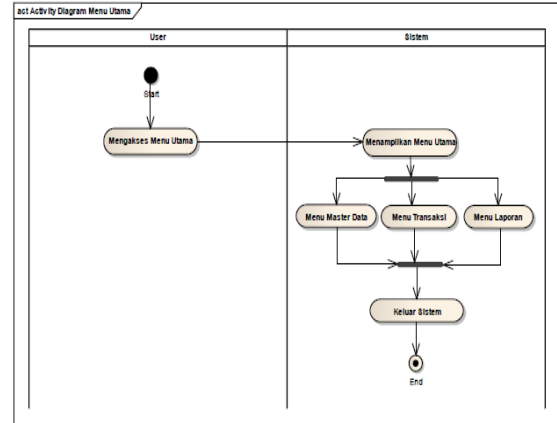 act Activity Diagram Menu Utama
User
Sistem
Start
Mengakses Menu Utama
Menampilkan Menu Utama
Menu Master Data
Menu Transaksi
Menu Laporan
Keluar Sistem
End